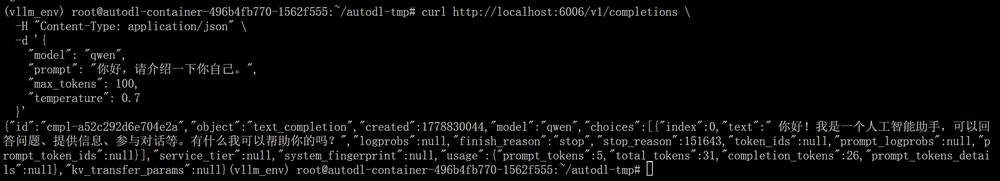 (vllm_env) root@autodl-container-496b4fb770-1562f555:~/autodl-tmp# curl http://localhost:6006/v1/completions \
  -H "Content-Type: application/json" \
  -d '{
    "model": "qwen",
    "prompt": "你好，请介绍一下你自己。",
    "max_tokens": 100,
    "temperature": 0.7
  }'
{"id":"cmpl-a52c292d6e704e2a","object":"text_completion","created":1778830044,"model":"qwen","choices":[{"index":0,"text":" 你好！我是一个人工智能助手，可以回
答问题、提供信息、参与对话等。有什么我可以帮助你的吗？","logprobs":null,"finish_reason":"stop","stop_reason":151643,"token_ids":null,"prompt_logprobs":null,"p
rompt_token_ids":null}],"service_tier":null,"system_fingerprint":null,"usage":{"prompt_tokens":5,"total_tokens":31,"completion_tokens":26,"prompt_tokens_detai
ls":null},"kv_transfer_params":null}(vllm_env) root@autodl-container-496b4fb770-1562f555:~/autodl-tmp#